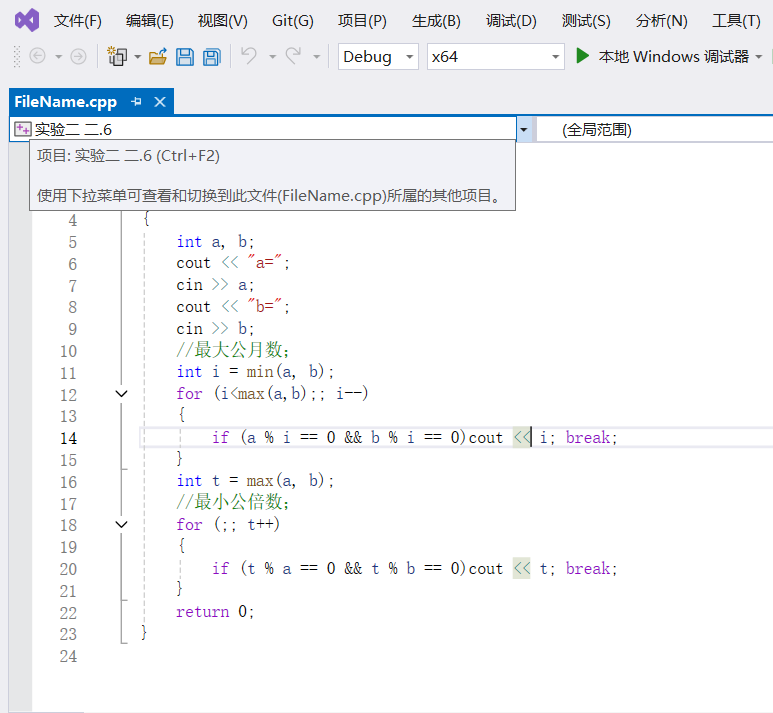 文件(F) 编辑(E) 视图(V) Git(G) 项目(P) 生成(B) 调试(D) 测试(S) 分析(N) 工具(T)
Debug x64 本地 Windows 调试器
FileName.cpp
实验二 二.6 (全局范围)
项目: 实验二 二.6 (Ctrl+F2)
使用下拉菜单可查看和切换到此文件(FileName.cpp)所属的其他项目。
4 {
5 int a, b;
6 cout << "a=";
7 cin >> a;
8 cout << "b=";
9 cin >> b;
10 //最大公月数;
11 int i = min(a, b);
12 for (i<max(a,b);; i--)
13 {
14 if (a % i == 0 && b % i == 0)cout << i; break;
15 }
16 int t = max(a, b);
17 //最小公倍数;
18 for (;; t++)
19 {
20 if (t % a == 0 && t % b == 0)cout << t; break;
21 }
22 return 0;
23 }
24